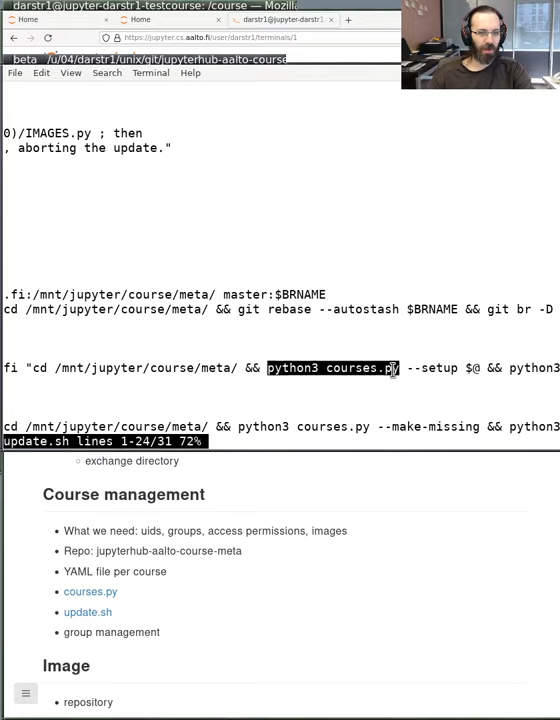 darstr1@jupyter-darstr1-testcourse: /course — Mozill
Home
Home
darstr1@jupyter-darstr1-
https://jupyter.cs.aalto.fi/user/darstr1/terminals/1
beta /u/04/darstr1/unix/git/jupyterhub-aalto-course
File Edit View Search Terminal Help
0)/IMAGES.py ; then
, aborting the update."
.fi:/mnt/jupyter/course/meta/ master:$BRNAME
cd /mnt/jupyter/course/meta/ && git rebase --autostash $BRNAME && git br -D
fi "cd /mnt/jupyter/course/meta/ && python3 courses.py --setup $@ && python3
cd /mnt/jupyter/course/meta/ && python3 courses.py --make-missing && python3
update.sh lines 1-24/31 72%
exchange directory
Course management
What we need: uids, groups, access permissions, images
Repo: jupyterhub-aalto-course-meta
YAML file per course
courses.py
update.sh
group management
Image
repository